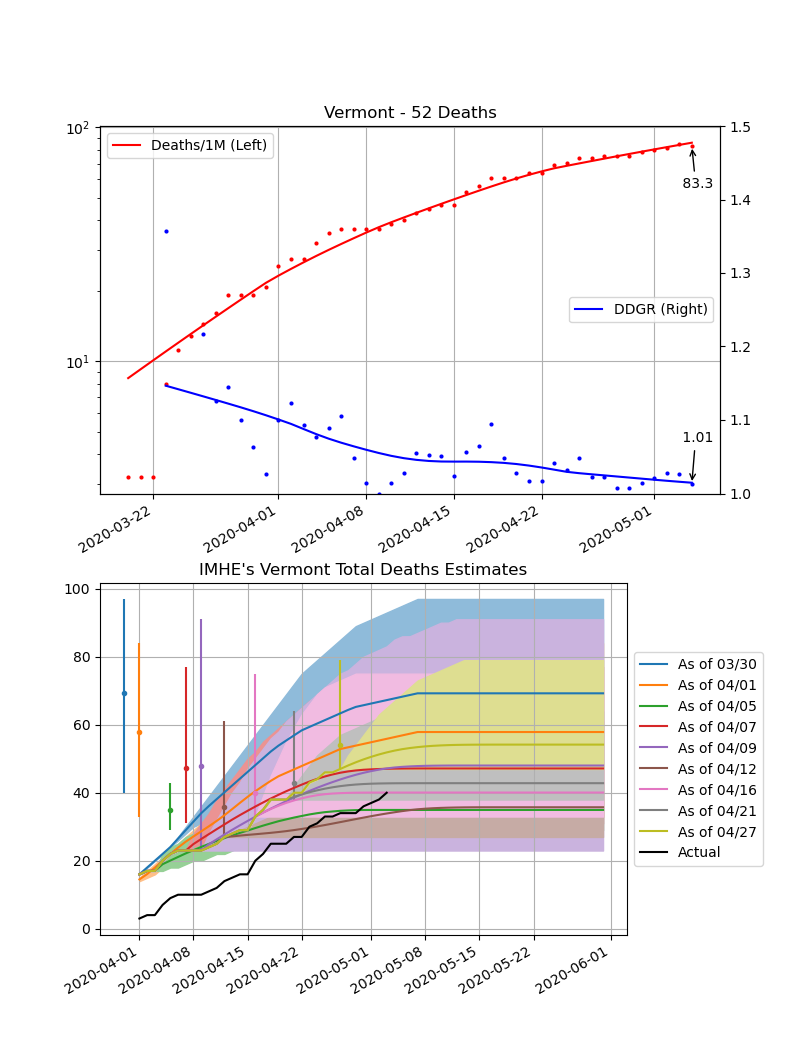 Vermont - 52 Deaths
10²
10¹
Deaths/1M (Left)
83.3
DDGR (Right)
1.01
1.5
1.4
1.3
1.2
1.1
1.0
2020-03-22
2020-04-01
2020-04-08
2020-04-15
2020-04-22
2020-05-01
IMHE's Vermont Total Deaths Estimates
100
80
60
40
20
0
2020-04-01
2020-04-08
2020-04-15
2020-04-22
2020-05-01
2020-05-08
2020-05-15
2020-05-22
2020-06-01
As of 03/30
As of 04/01
As of 04/05
As of 04/07
As of 04/09
As of 04/12
As of 04/16
As of 04/21
As of 04/27
Actual